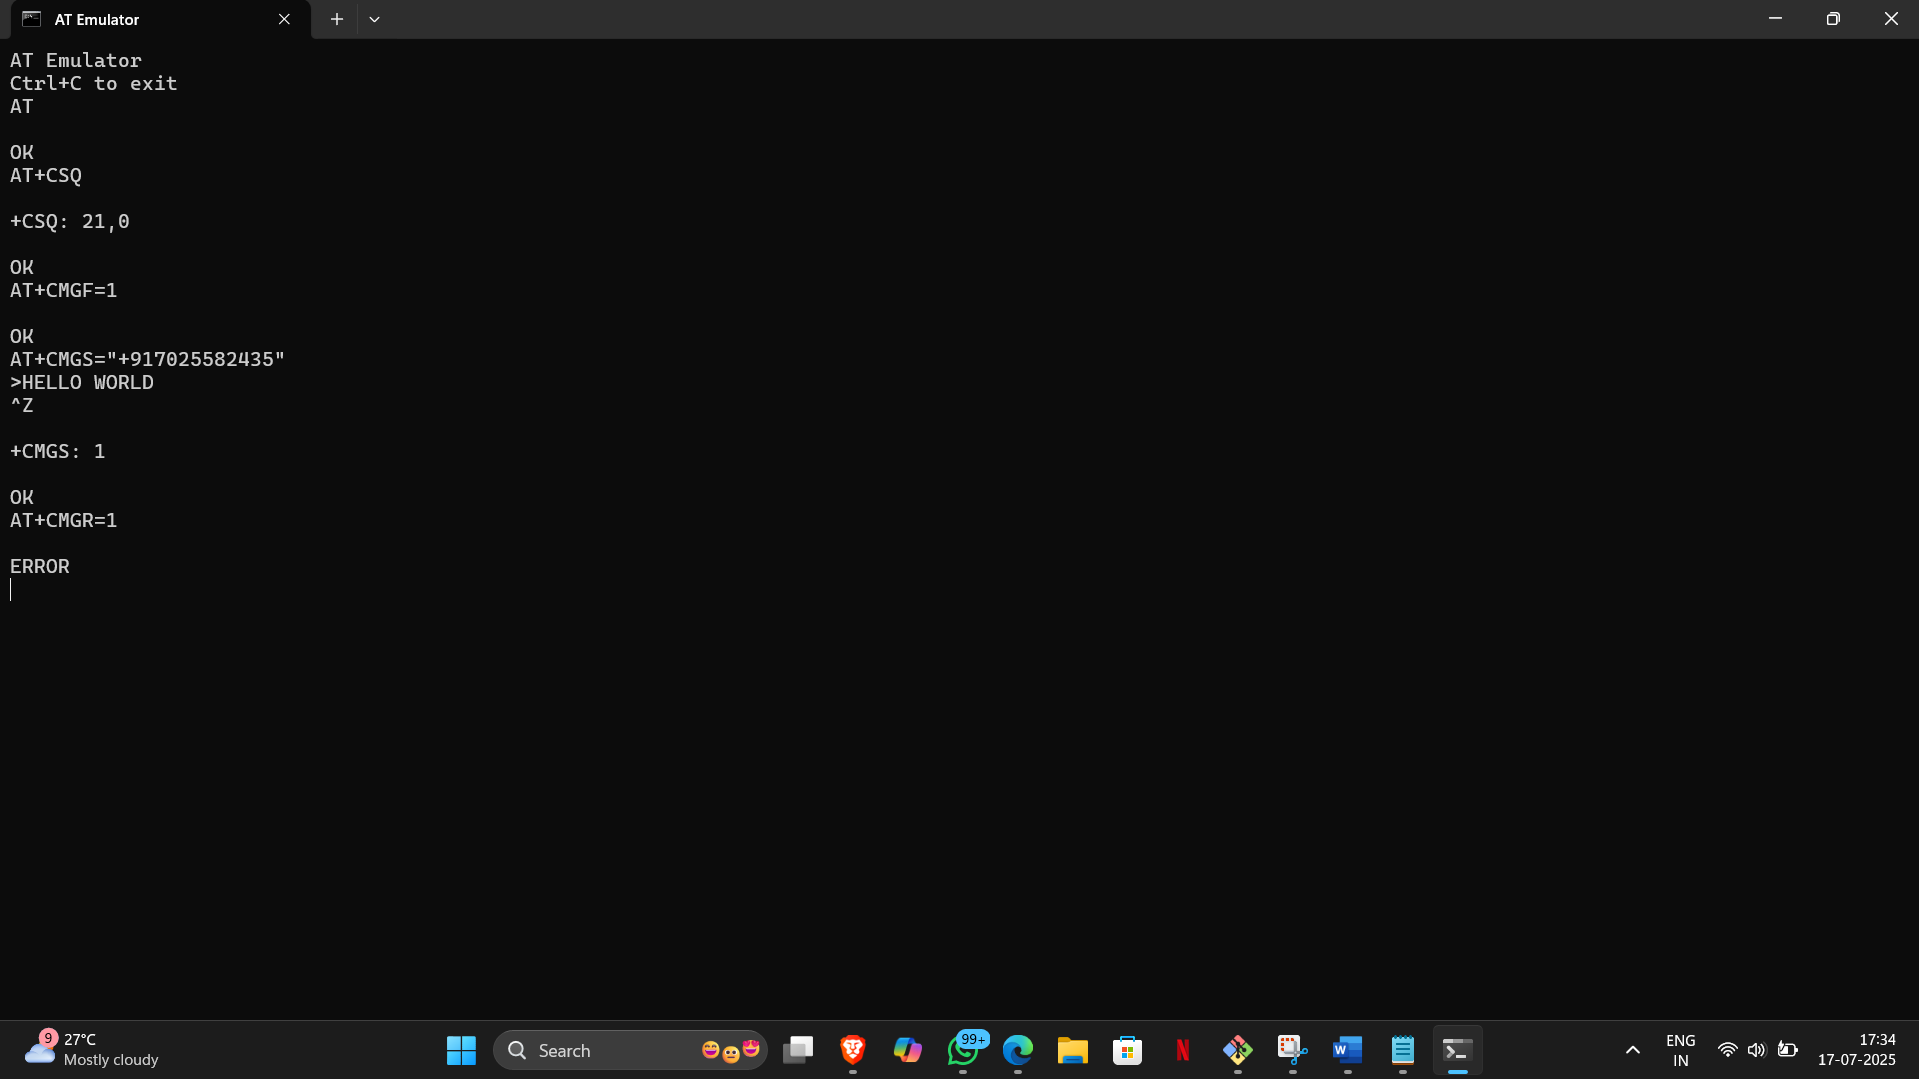 AT Emulator
AT Emulator
Ctrl+C to exit
AT
OK
AT+CSQ
+CSQ: 21,0
OK
AT+CMGF=1
OK
AT+CMGS="+917025582435"
>HELLO WORLD
^Z
+CMGS: 1
OK
AT+CMGR=1
ERROR
9
27°C
Mostly cloudy
Search
99+
ENG
IN
17:34
17-07-2025